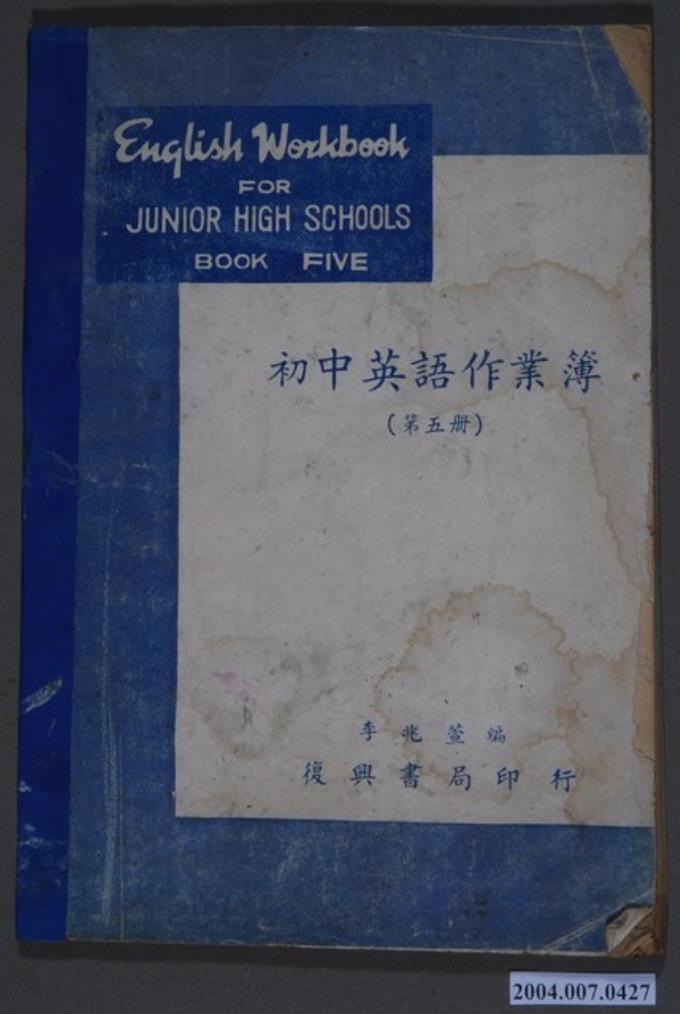 English Workbook
FOR
JUNIOR HIGH SCHOOLS
BOOK FIVE
初中英語作業簿
(第五册)
李兆萱編
復興書局印行
2004.007.0427